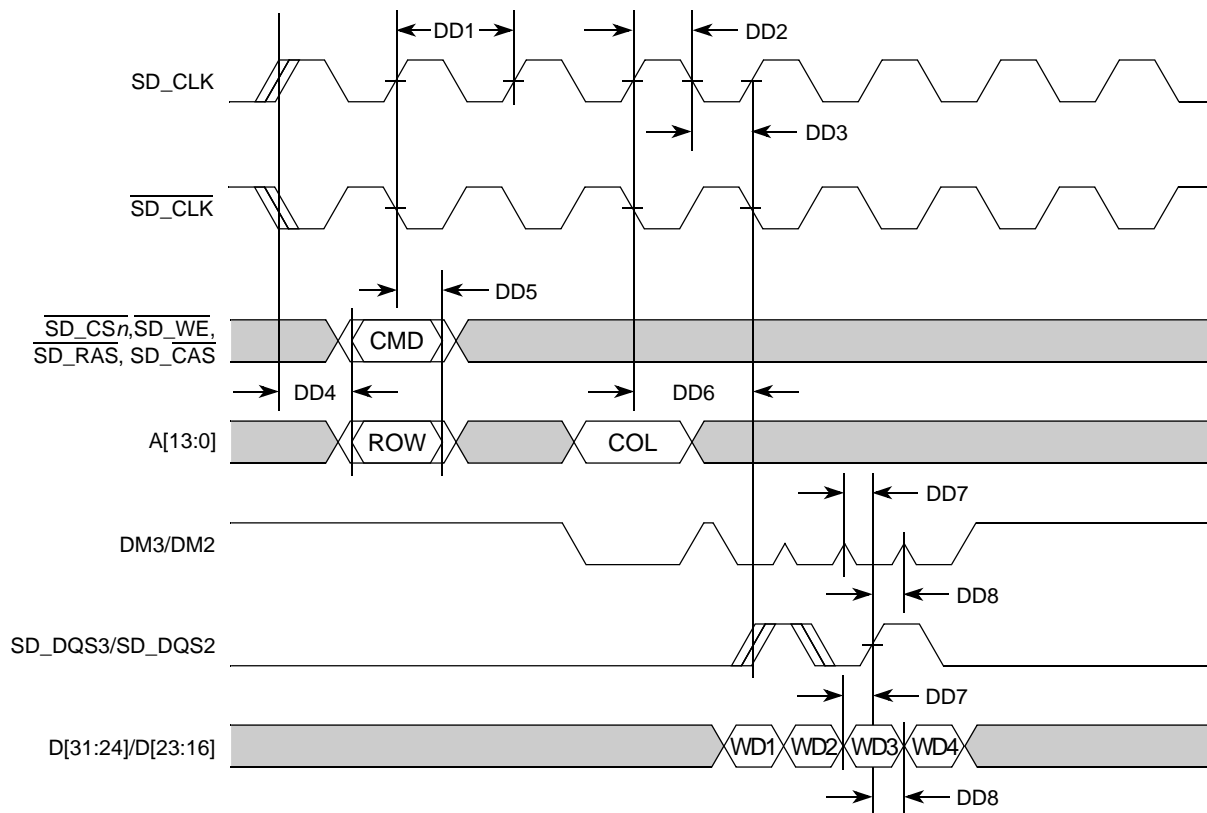 DD1
DD2
SD_CLK
DD3
SD_CLK
DD5
SD_CSn,SD_WE,
SD_RAS, SD_CAS
CMD
DD4
DD6
A[13:0]
ROW
COL
DD7
DM3/DM2
DD8
SD_DQS3/SD_DQS2
DD7
D[31:24]/D[23:16]
WD1
WD2
WD3
WD4
DD8